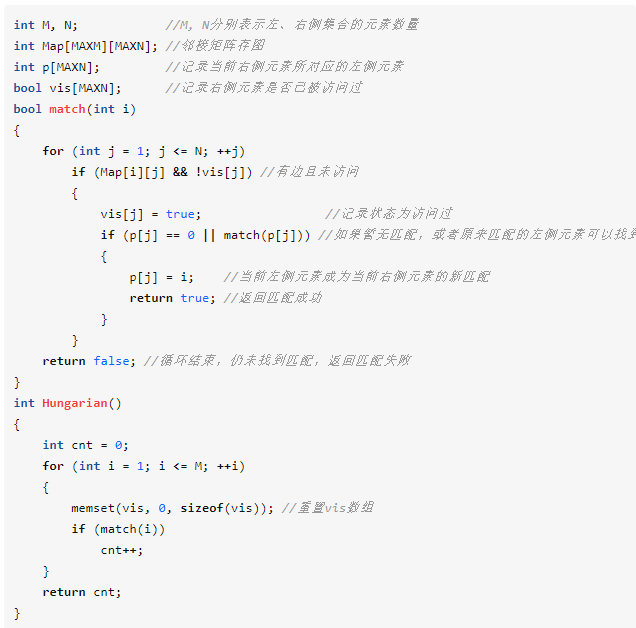 int M, N;            //M, N分别表示左、右侧集合的元素数量
int Map[MAXM][MAXN]; //邻接矩阵存图
int p[MAXN];         //记录当前右侧元素所对应的左侧元素
bool vis[MAXN];      //记录右侧元素是否已被访问过
bool match(int i)
{
    for (int j = 1; j <= N; ++j)
        if (Map[i][j] && !vis[j]) //有边且未访问
        {
            vis[j] = true;                 //记录状态为访问过
            if (p[j] == 0 || match(p[j])) //如果暂无匹配，或者原来匹配的左侧元素可以找到
            {
                p[j] = i;    //当前左侧元素成为当前右侧元素的新匹配
                return true; //返回匹配成功
            }
        }
    return false; //循环结束，仍未找到匹配，返回匹配失败
}
int Hungarian()
{
    int cnt = 0;
    for (int i = 1; i <= M; ++i)
    {
        memset(vis, 0, sizeof(vis)); //重置vis数组
        if (match(i))
            cnt++;
    }
    return cnt;
}